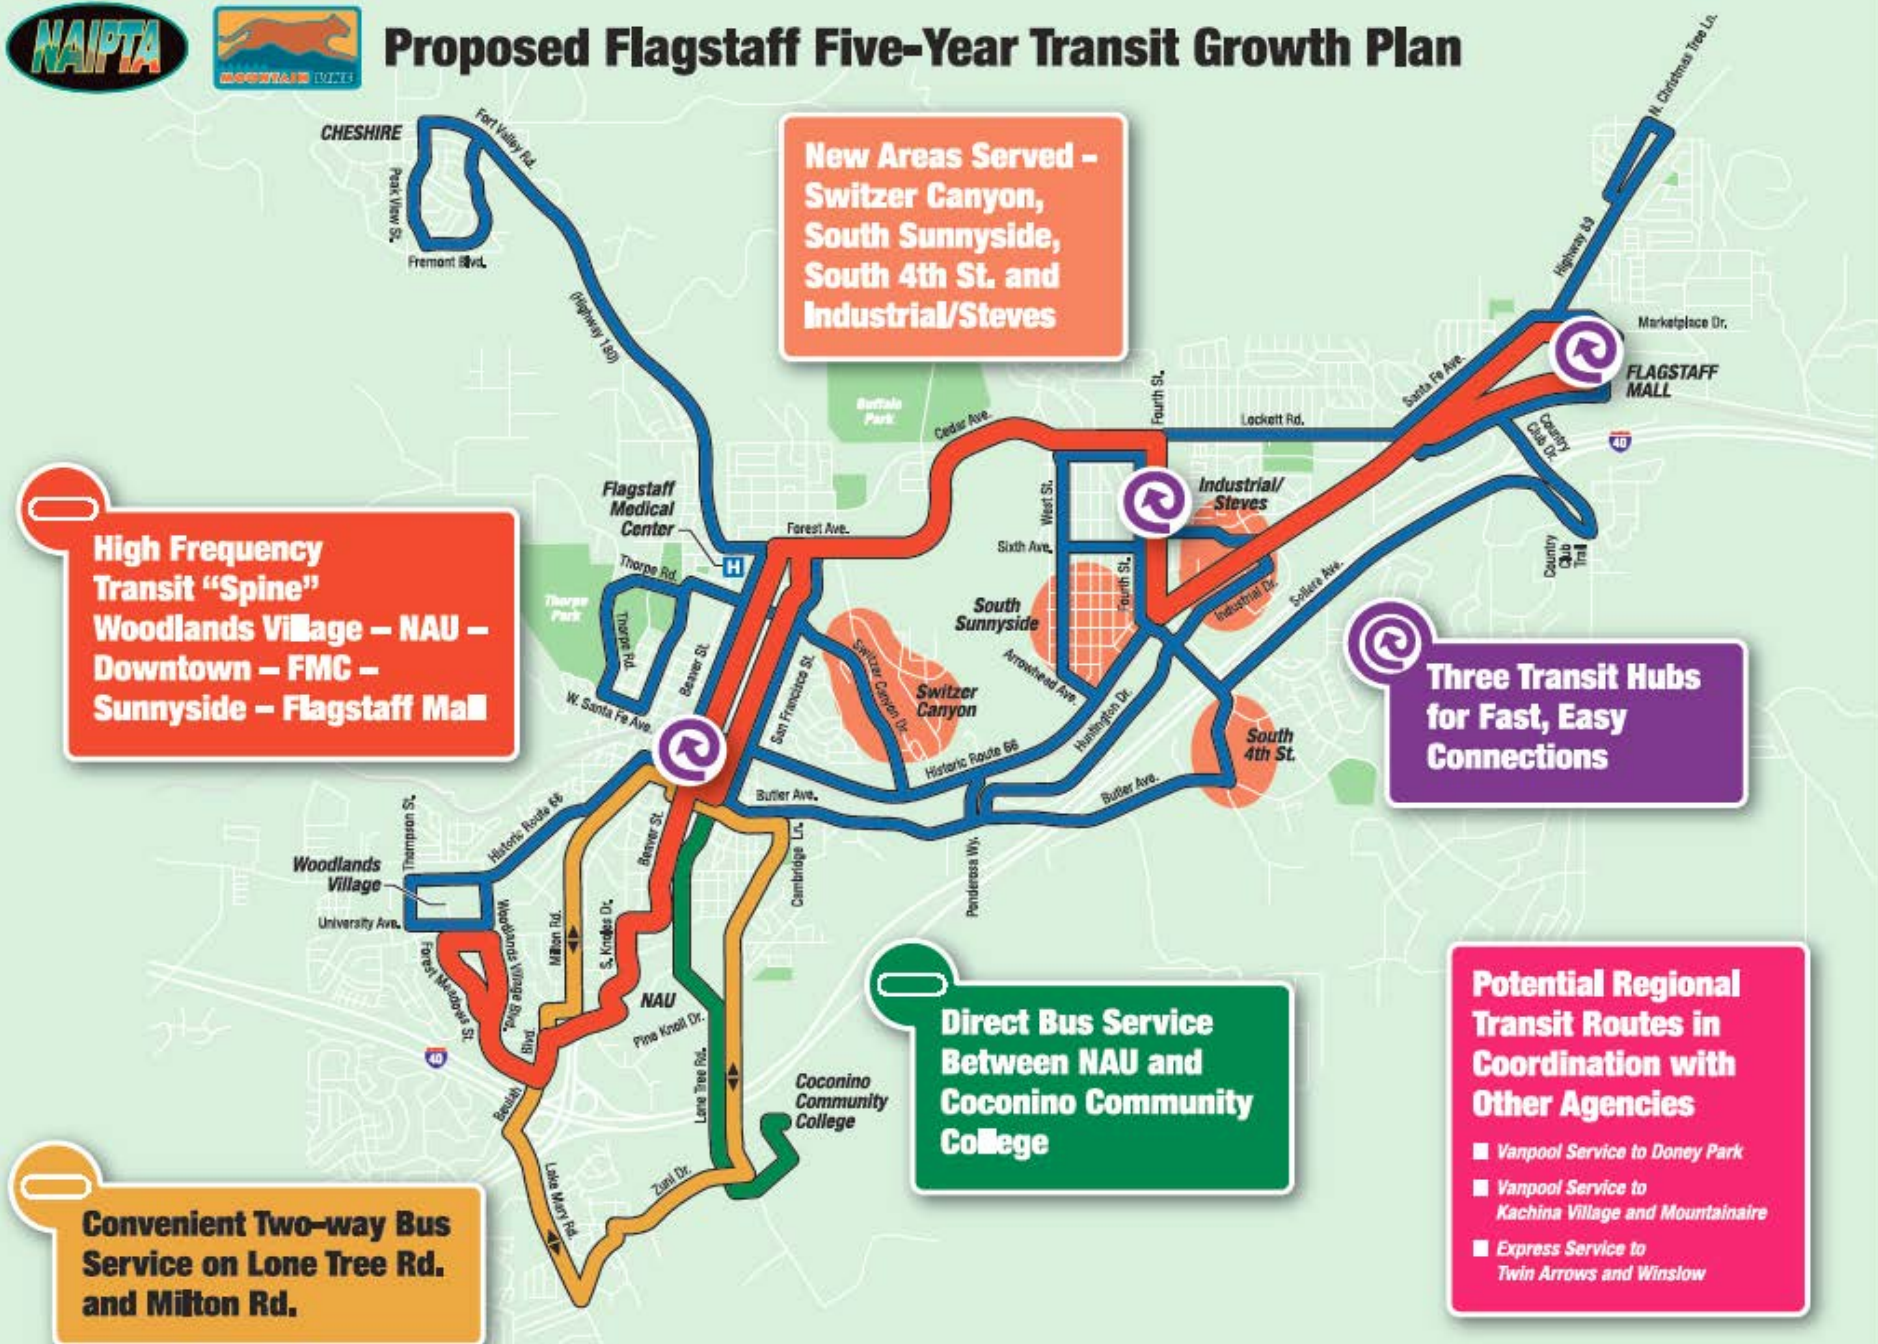 NAIPTA
MOUNTAIN LINE
Proposed Flagstaff Five-Year Transit Growth Plan
N. Christmas Tree Ln.
CHESHIRE
Fort Valley Rd.
Peak View St.
Fremont Blvd.
(Highway 180)
New Areas Served –
Switzer Canyon,
South Sunnyside,
South 4th St. and
Industrial/Steves
Highway 89
Marketplace Dr.
FLAGSTAFF
MALL
Santa Fe Ave.
Country
Club Dr.
40
Buffalo
Park
Cedar Ave.
Fourth St.
Lockett Rd.
High Frequency
Transit “Spine”
Woodlands Village – NAU –
Downtown – FMC –
Sunnyside – Flagstaff Mall
Flagstaff
Medical
Center
H
Forest Ave.
West St.
Sixth Ave.
Industrial/
Steves
Country
Club
Trail
Thorpe Rd.
Thorpe
Park
Thorpe Rd.
Fourth St.
Industrial Dr.
Soliere Ave.
South
Sunnyside
Beaver St.
San Francisco St.
Switzer Canyon Dr.
Switzer
Canyon
Arrowhead Ave.
Huntington Dr.
W. Santa Fe Ave.
South
4th St.
Historic Route 66
Butler Ave.
Butler Ave.
Three Transit Hubs
for Fast, Easy
Connections
Thompson St.
Historic Route 66
Beaver St.
Cambridge Ln.
Ponderosa Wy.
Woodlands
Village
University Ave.
Woodlands Village Blvd.
Forest Meadows St.
Milton Rd.
S. Knoles Dr.
NAU
Pine Knoll Dr.
40
Beulah
Blvd.
Lone Tree Rd.
Coconino
Community
College
Direct Bus Service
Between NAU and
Coconino Community
College
Potential Regional
Transit Routes in
Coordination with
Other Agencies
Vanpool Service to Doney Park
Vanpool Service to
Kachina Village and Mountainaire
Express Service to
Twin Arrows and Winslow
Lake Mary Rd.
Zuni Dr.
Convenient Two-way Bus
Service on Lone Tree Rd.
and Milton Rd.